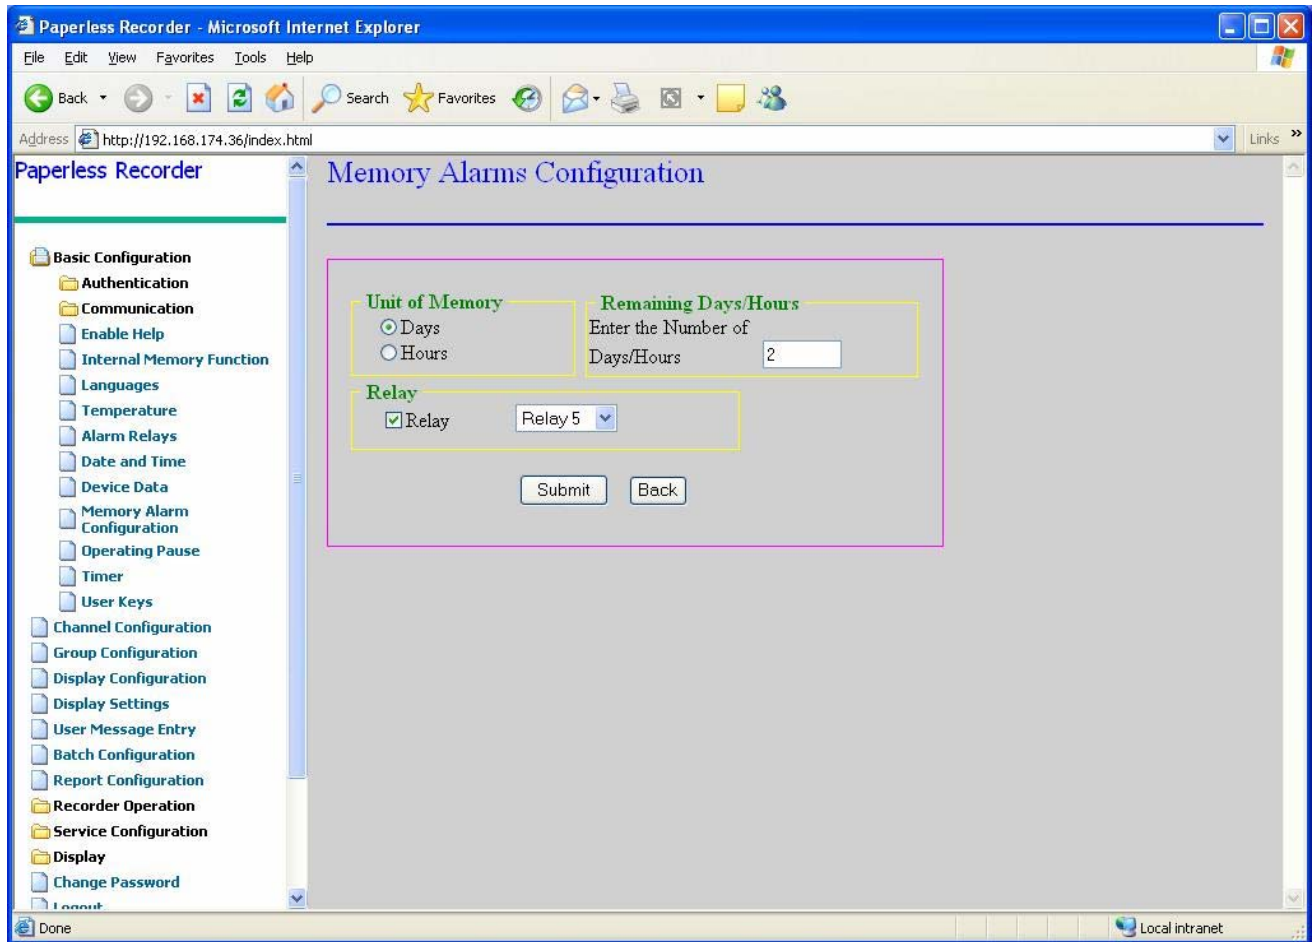 Paperless Recorder - Microsoft Internet Explorer
File Edit View Favorites Tools Help
Back Search Favorites
Address http://192.168.174.36/index.html Links »
Paperless Recorder
Basic Configuration
Authentication
Communication
Enable Help
Internal Memory Function
Languages
Temperature
Alarm Relays
Date and Time
Device Data
Memory Alarm
Configuration
Operating Pause
Timer
User Keys
Channel Configuration
Group Configuration
Display Configuration
Display Settings
User Message Entry
Batch Configuration
Report Configuration
Recorder Operation
Service Configuration
Display
Change Password
Logout
Memory Alarms Configuration
Unit of Memory
Days
Hours
Remaining Days/Hours
Enter the Number of
Days/Hours 2
Relay
Relay Relay 5
Submit Back
Done Local intranet